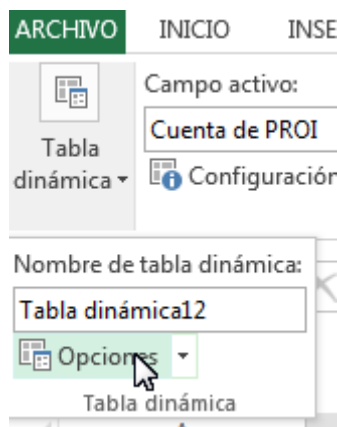 ARCHIVO INICIO INSE
Campo activo:
Cuenta de PROI
Tabla
dinámica
Configuración
Nombre de tabla dinámica:
Tabla dinámica12
Opciones
Tabla dinámica